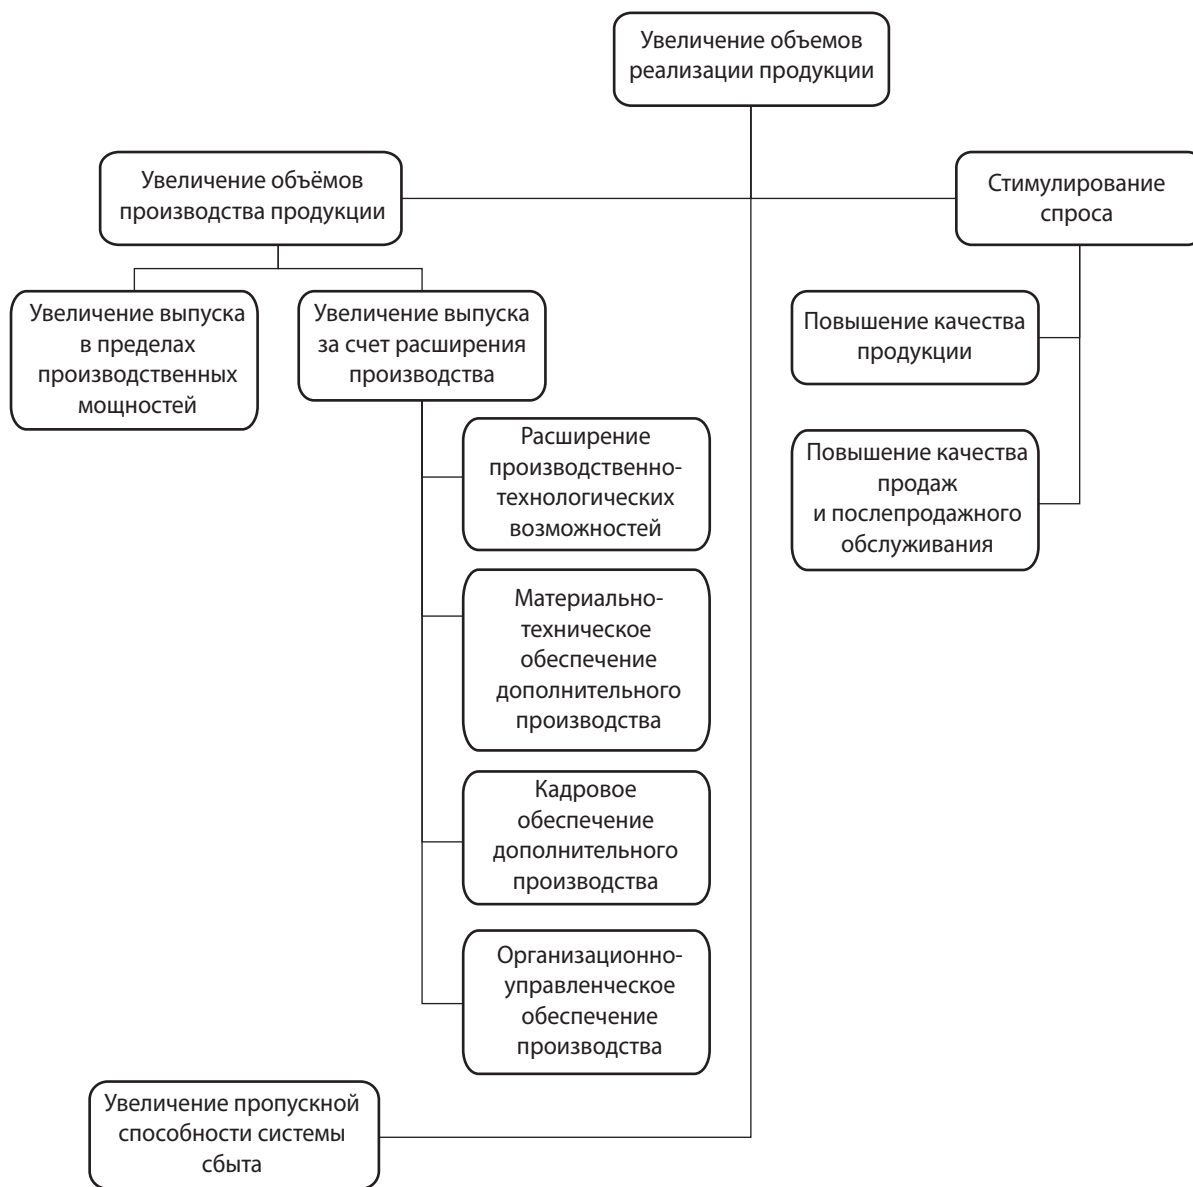 Увеличение объемов
реализации продукции
Увеличение объёмов
производства продукции
Стимулирование
спроса
Увеличение выпуска
в пределах
производственных
мощностей
Увеличение выпуска
за счет расширения
производства
Повышение качества
продукции
Повышение качества
продаж
и послепродажного
обслуживания
Расширение
производственно-
технологических
возможностей
Материально-
техническое
обеспечение
дополнительного
производства
Кадровое
обеспечение
дополнительного
производства
Организационно-
управленческое
обеспечение
производства
Увеличение пропускной
способности системы
сбыта